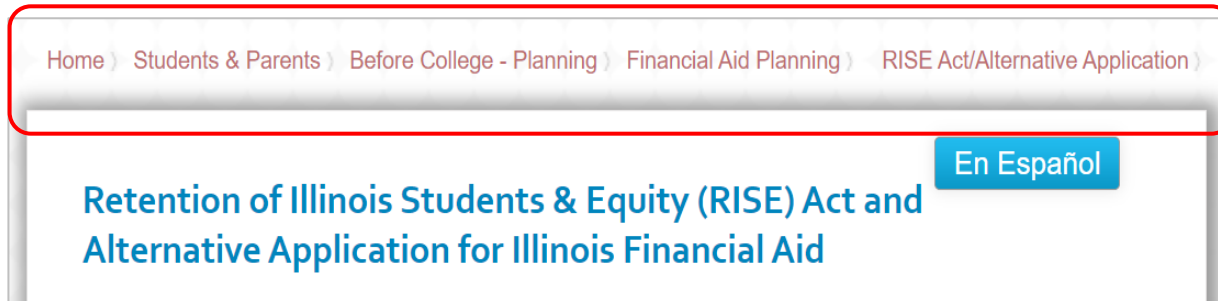 Home 〉 Students & Parents 〉 Before College - Planning 〉 Financial Aid Planning 〉 RISE Act/Alternative Application 〉
En Español
Retention of Illinois Students & Equity (RISE) Act and
Alternative Application for Illinois Financial Aid